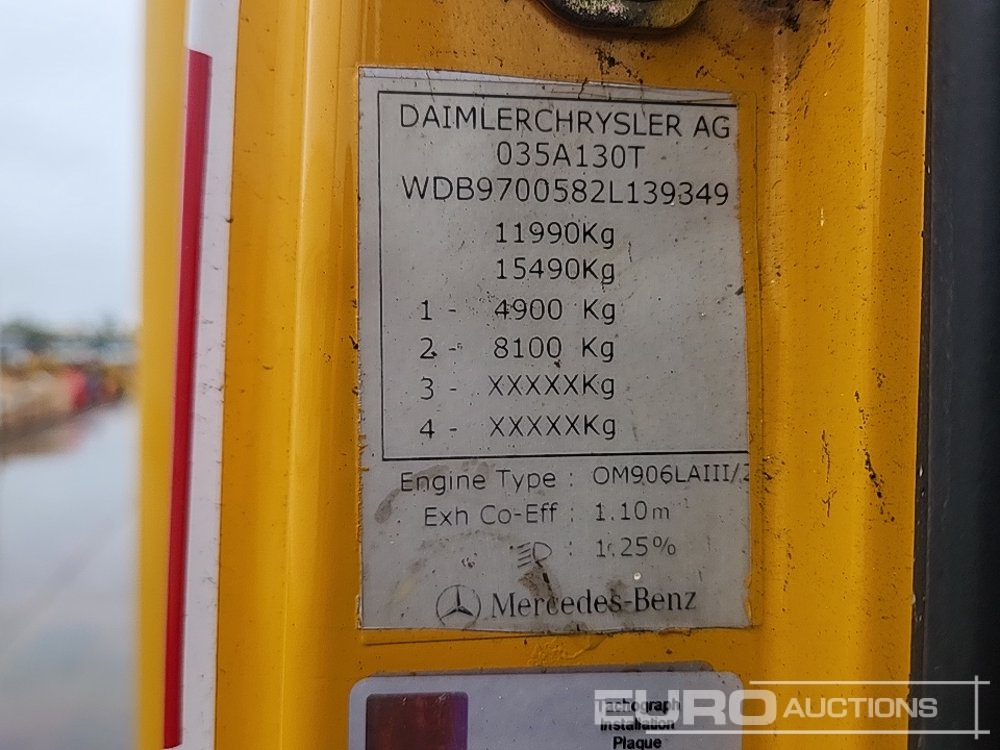 DAIMLERCHRYSLER AG
035A130T
WDB9700582L139349
11990Kg
15490Kg
1 - 4900 Kg
2 - 8100 Kg
3 - XXXXXKg
4 - XXXXXKg
Engine Type : OM906LAIII/2
Exh Co-Eff : 1.10m
: 1.25%
Mercedes-Benz
Tachograph
Installation
Plaque
EURO AUCTIONS